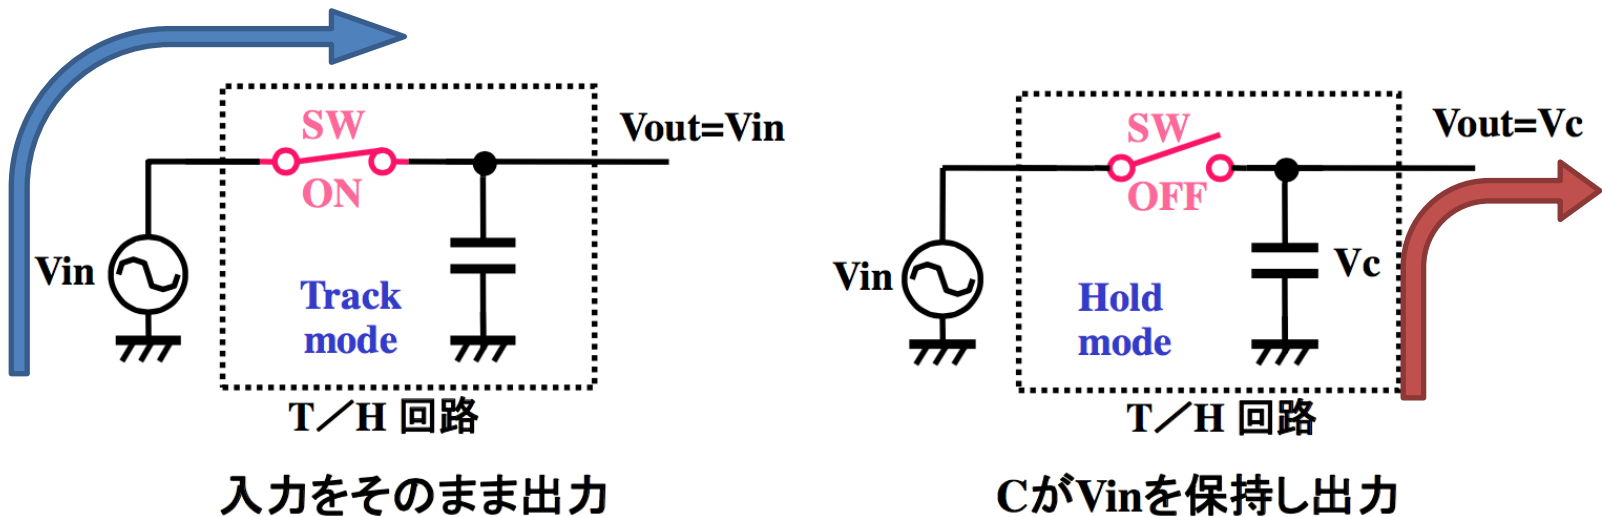 SW
ON
Vout=Vin
Vin
Track
mode
T／H 回路
入力をそのまま出力
SW
OFF
Vout=Vc
Vin
Vc
Hold
mode
T／H 回路
CがVinを保持し出力